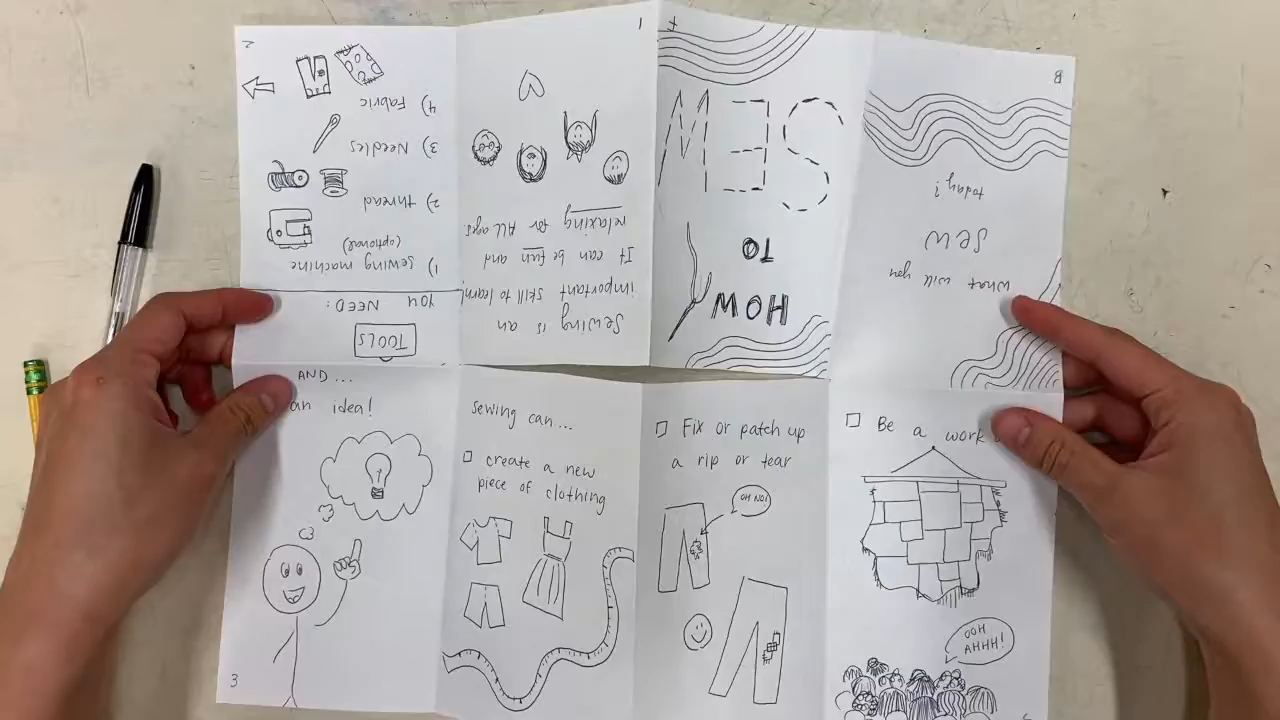 HOW
TO
SEW
Sewing is an
important skill to learn!
It can be fun and
relaxing for ALL ages
1
TOOLS
YOU NEED:
1) Sewing machine
(optional)
2) thread
3) Needles
4) Fabric
2
AND...
an idea!
3
sewing can...
create a new
piece of clothing
Fix or patch up
a rip or tear
OH NO!
Be a work
OOH
AHHH!
What will you
sew
today?